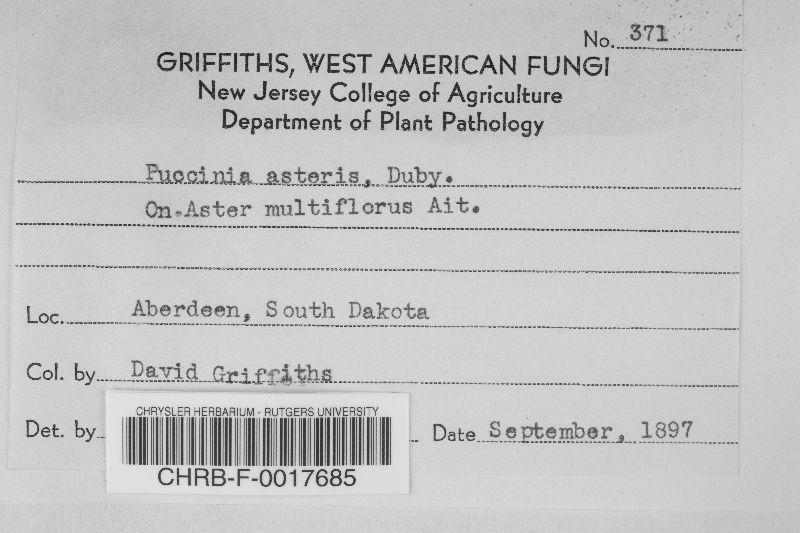 No. 371
GRIFFITHS, WEST AMERICAN FUNGI
New Jersey College of Agriculture
Department of Plant Pathology
Puccinia asteris, Duby.
On Aster multiflorus Ait.
Loc. Aberdeen, South Dakota
Col. by David Griffiths
Det. by
Date September, 1897
CHRYSLER HERBARIUM - RUTGERS UNIVERSITY
CHRB-F-0017685